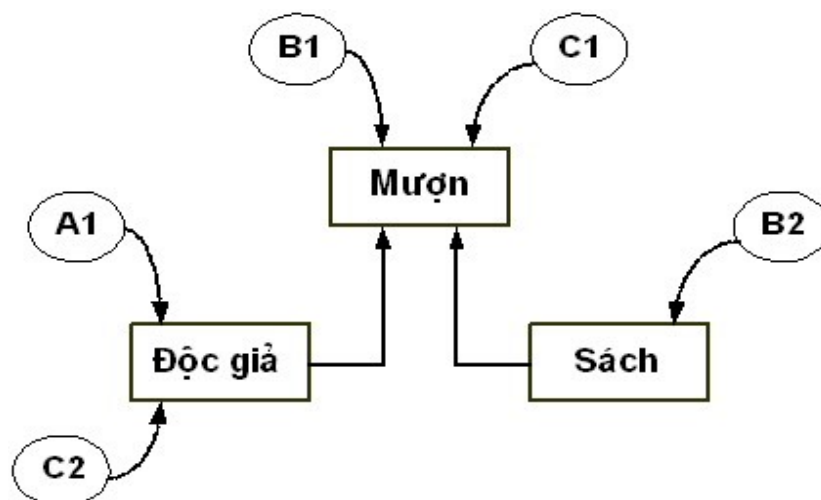 B1
C1
Mượn
A1
B2
Độc giả
Sách
C2